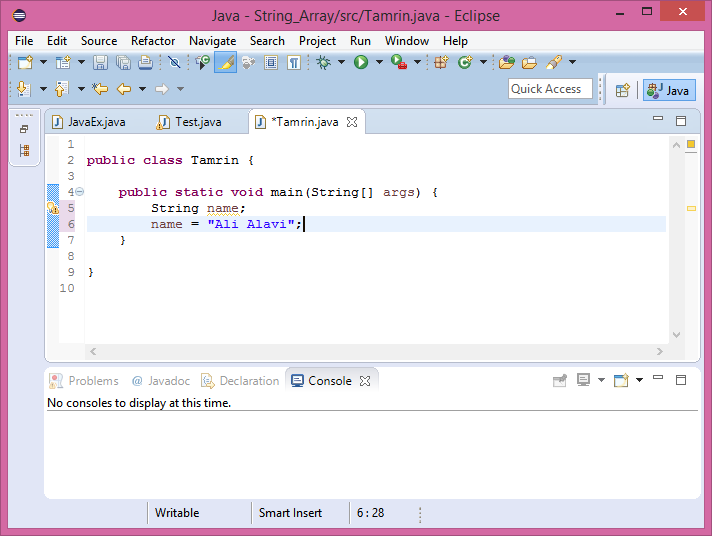 Java - String_Array/src/Tamrin.java - Eclipse
File Edit Source Refactor Navigate Search Project Run Window Help
Quick Access
Java
JavaEx.java Test.java *Tamrin.java
1
2 public class Tamrin {
3
4 public static void main(String[] args) {
5 String name;
6 name = "Ali Alavi";
7 }
8
9 }
10
Problems @ Javadoc Declaration Console
No consoles to display at this time.
Writable Smart Insert 6 : 28